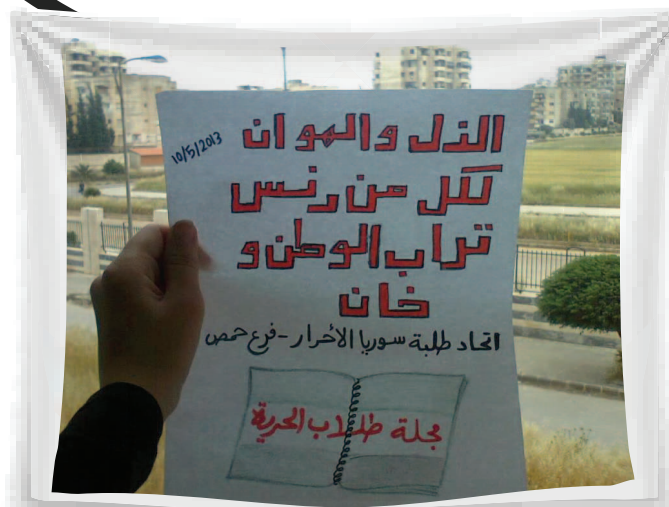 10/5/2013
الذل والهوان
لكل من دنس
تراب الوطن و
خان
اتحاد طلبة سوريا الأحرار - فرع حمص
مجلة طلاب الحرية